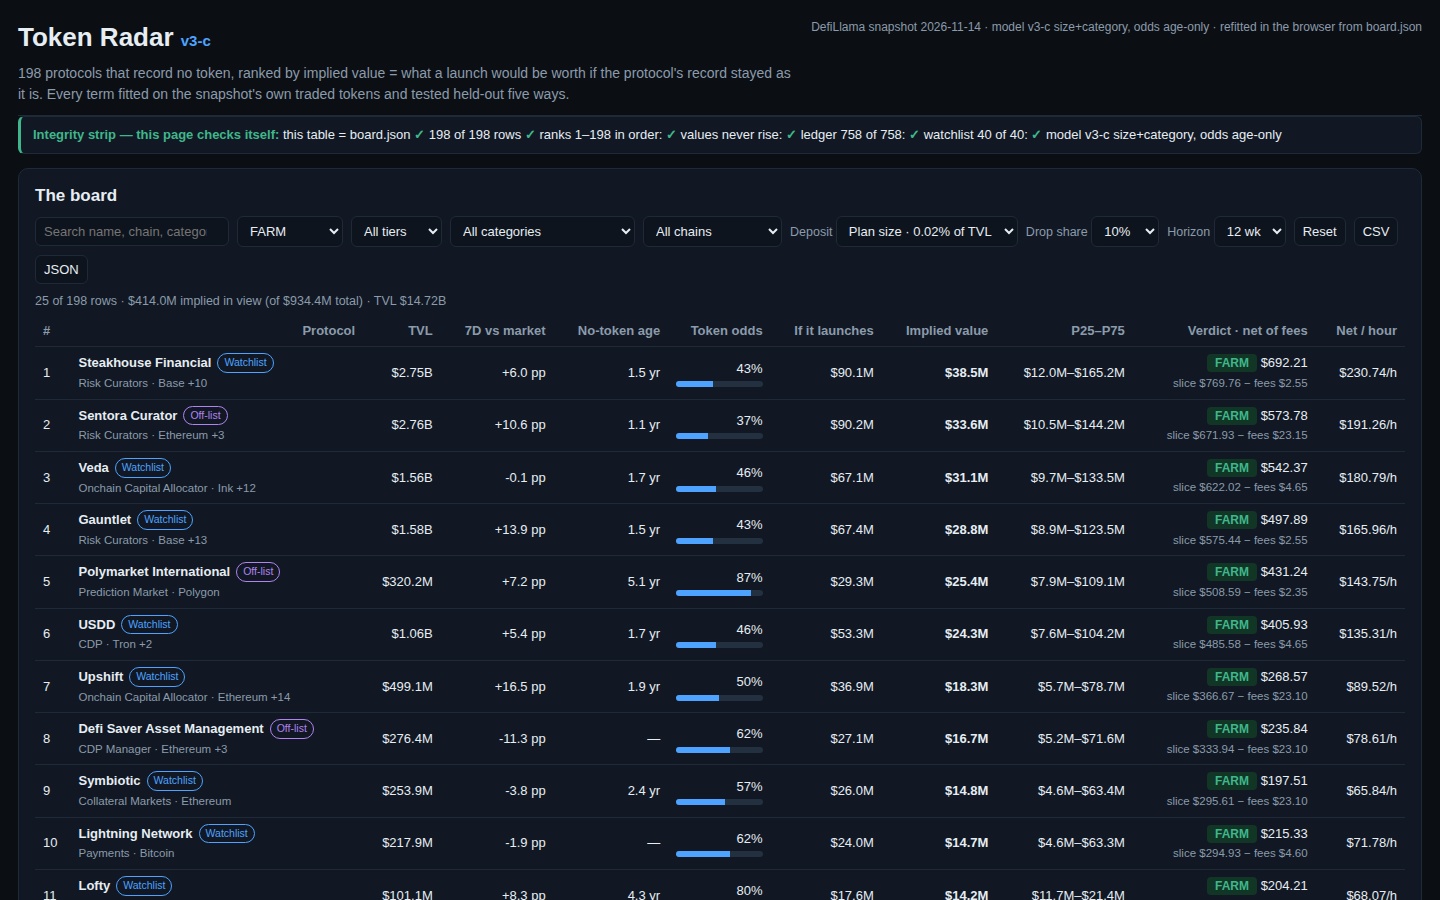 Token Radar v3-c
DefiLlama snapshot 2026-11-14 · model v3-c size+category, odds age-only · refitted in the browser from board.json
198 protocols that record no token, ranked by implied value = what a launch would be worth if the protocol's record stayed as
it is. Every term fitted on the snapshot's own traded tokens and tested held-out five ways.
Integrity strip — this page checks itself: this table = board.json ✓ 198 of 198 rows ✓ ranks 1–198 in order: ✓ values never rise: ✓ ledger 758 of 758: ✓ watchlist 40 of 40: ✓ model v3-c size+category, odds age-only
The board
Search name, chain, catego FARM All tiers All categories All chains Deposit Plan size · 0.02% of TVL Drop share 10% Horizon 12 wk Reset CSV
JSON
25 of 198 rows · $414.0M implied in view (of $934.4M total) · TVL $14.72B
# Protocol TVL 7D vs market No-token age Token odds If it launches Implied value P25–P75 Verdict · net of fees Net / hour
1 Steakhouse Financial Watchlist $2.75B +6.0 pp 1.5 yr 43% $90.1M $38.5M $12.0M–$165.2M FARM $692.21 $230.74/h
Risk Curators · Base +10 slice $769.76 − fees $2.55
2 Sentora Curator Off-list $2.76B +10.6 pp 1.1 yr 37% $90.2M $33.6M $10.5M–$144.2M FARM $573.78 $191.26/h
Risk Curators · Ethereum +3 slice $671.93 − fees $23.15
3 Veda Watchlist $1.56B -0.1 pp 1.7 yr 46% $67.1M $31.1M $9.7M–$133.5M FARM $542.37 $180.79/h
Onchain Capital Allocator · Ink +12 slice $622.02 − fees $4.65
4 Gauntlet Watchlist $1.58B +13.9 pp 1.5 yr 43% $67.4M $28.8M $8.9M–$123.5M FARM $497.89 $165.96/h
Risk Curators · Base +13 slice $575.44 − fees $2.55
5 Polymarket International Off-list $320.2M +7.2 pp 5.1 yr 87% $29.3M $25.4M $7.9M–$109.1M FARM $431.24 $143.75/h
Prediction Market · Polygon slice $508.59 − fees $2.35
6 USDD Watchlist $1.06B +5.4 pp 1.7 yr 46% $53.3M $24.3M $7.6M–$104.2M FARM $405.93 $135.31/h
CDP · Tron +2 slice $485.58 − fees $4.65
7 Upshift Watchlist $499.1M +16.5 pp 1.9 yr 50% $36.9M $18.3M $5.7M–$78.7M FARM $268.57 $89.52/h
Onchain Capital Allocator · Ethereum +14 slice $366.67 − fees $23.10
8 Defi Saver Asset Management Off-list $276.4M -11.3 pp — 62% $27.1M $16.7M $5.2M–$71.6M FARM $235.84 $78.61/h
CDP Manager · Ethereum +3 slice $333.94 − fees $23.10
9 Symbiotic Watchlist $253.9M -3.8 pp 2.4 yr 57% $26.0M $14.8M $4.6M–$63.4M FARM $197.51 $65.84/h
Collateral Markets · Ethereum slice $295.61 − fees $23.10
10 Lightning Network Watchlist $217.9M -1.9 pp — 62% $24.0M $14.7M $4.6M–$63.3M FARM $215.33 $71.78/h
Payments · Bitcoin slice $294.93 − fees $4.60
11 Lofty Watchlist $101.1M +8.3 pp 4.3 yr 80% $17.6M $14.2M $11.7M–$21.4M FARM $204.21 $68.07/h